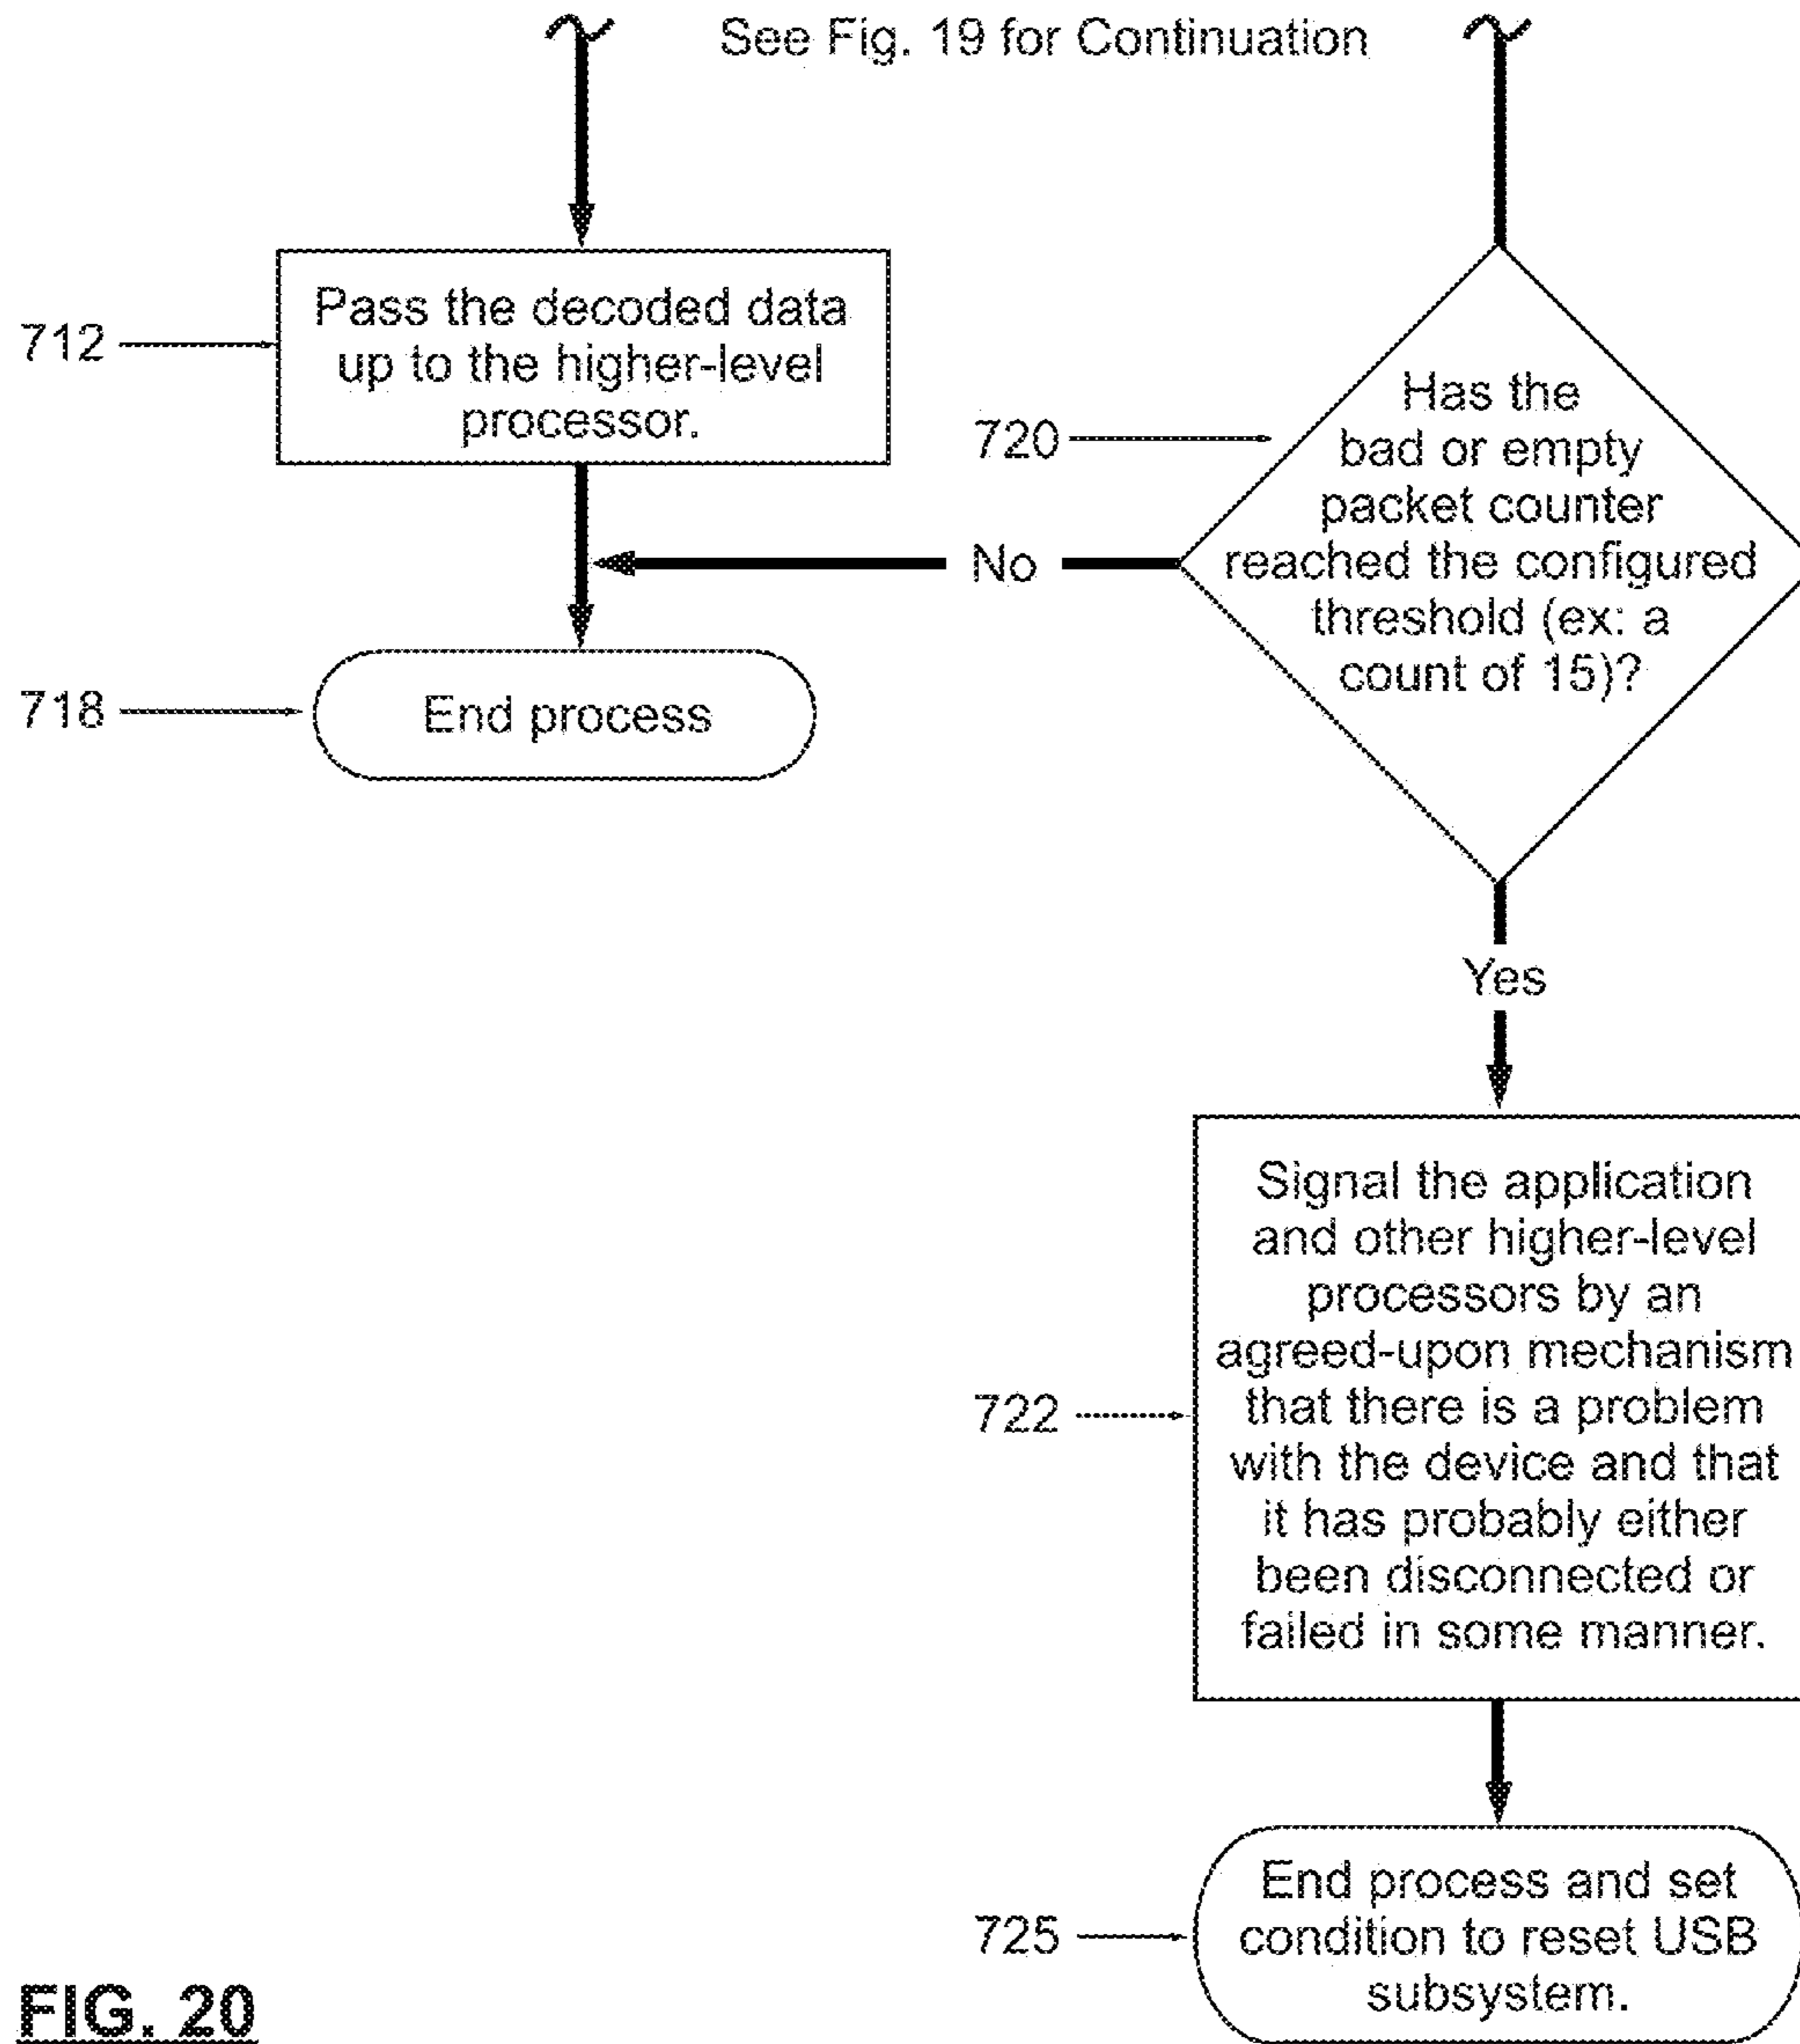 See Fig. 19 for Continuation
712
Pass the decoded data
up to the higher-level
processor.
720
Has the
bad or empty
packet counter
reached the configured
threshold (ex: a
count of 15)?
No
718
End process
Yes
722
Signal the application
and other higher-level
processors by an
agreed-upon mechanism
that there is a problem
with the device and that
it has probably either
been disconnected or
failed in some manner.
725
End process and set
condition to reset USB
subsystem.
FIG. 20